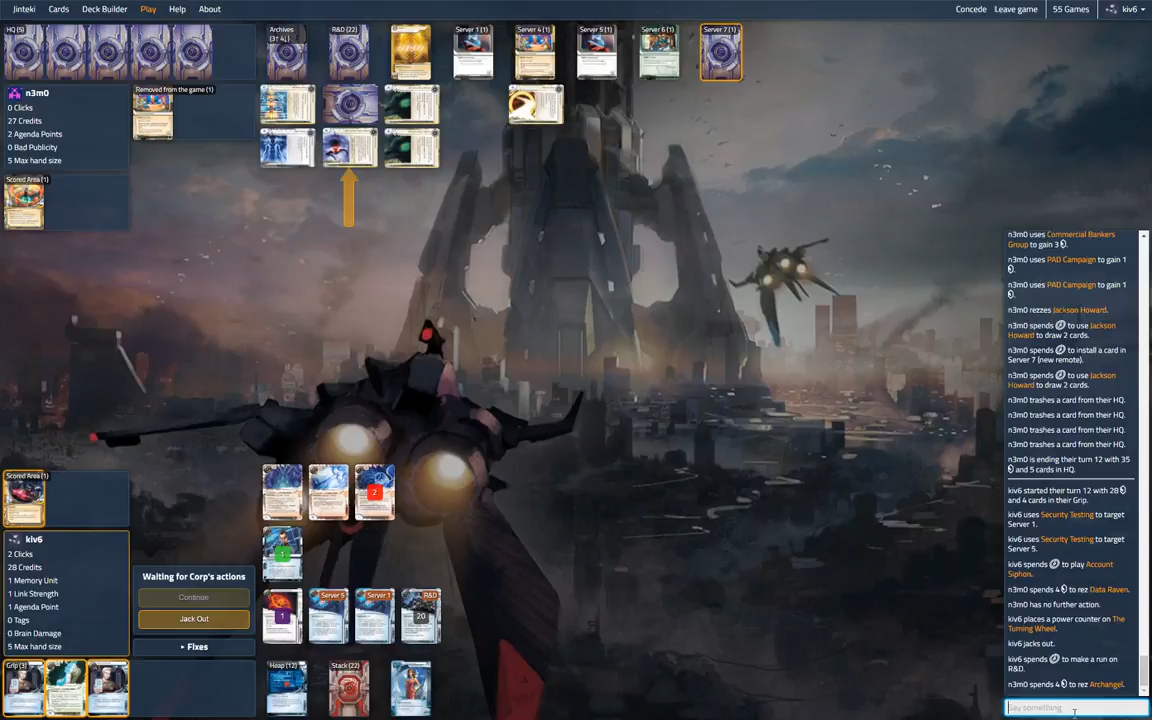 Jinteki Cards Deck Builder Play Help About
Concede Leave game 55 Games kiv6
HQ (5)
Archives
(3↑ 4↓)
R&D (22)
Server 1 (1)
Server 4 (1)
Server 5 (1)
Server 6 (1)
Server 7 (1)
n3m0
0 Clicks
27 Credits
2 Agenda Points
0 Bad Publicity
5 Max hand size
Removed from the game (1)
Scored Area (1)
n3m0 uses Commercial Bankers
Group to gain 3
n3m0 uses PAD Campaign to gain 1
.
n3m0 uses PAD Campaign to gain 1
.
n3m0 rezzes Jackson Howard.
n3m0 spends to use Jackson
Howard to draw 2 cards.
n3m0 spends to install a card in
Server 7 (new remote).
n3m0 spends to use Jackson
Howard to draw 2 cards.
n3m0 trashes a card from their HQ.
n3m0 trashes a card from their HQ.
n3m0 trashes a card from their HQ.
n3m0 trashes a card from their HQ.
n3m0 is ending their turn 12 with 35
and 5 cards in HQ.
kiv6 started their turn 12 with 28
and 4 cards in their Grip.
kiv6 uses Security Testing to target
Server 1.
kiv6 uses Security Testing to target
Server 5.
kiv6 spends to play Account
Siphon.
n3m0 spends 4 to rez Data Raven.
n3m0 has no further action.
kiv6 places a power counter on The
Turning Wheel.
kiv6 jacks out.
kiv6 spends to make a run on
R&D.
n3m0 spends 4 to rez Archangel.
Say something
Scored Area (1)
kiv6
2 Clicks
28 Credits
1 Memory Unit
1 Link Strength
1 Agenda Point
0 Tags
0 Brain Damage
5 Max hand size
Waiting for Corp's actions
Continue
Jack Out
Fixes
2
1
1
Server 5
Server 1
R&D
20
Grip (3)
Heap (12)
Stack (22)